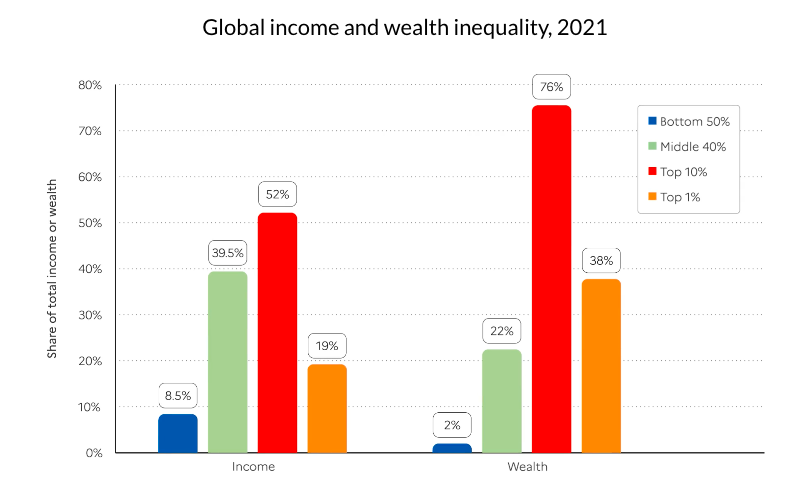 Global income and wealth inequality, 2021
Share of total income or wealth
80%
70%
60%
50%
40%
30%
20%
10%
0%
8.5%
39.5%
52%
19%
2%
22%
76%
38%
Income
Wealth
Bottom 50%
Middle 40%
Top 10%
Top 1%